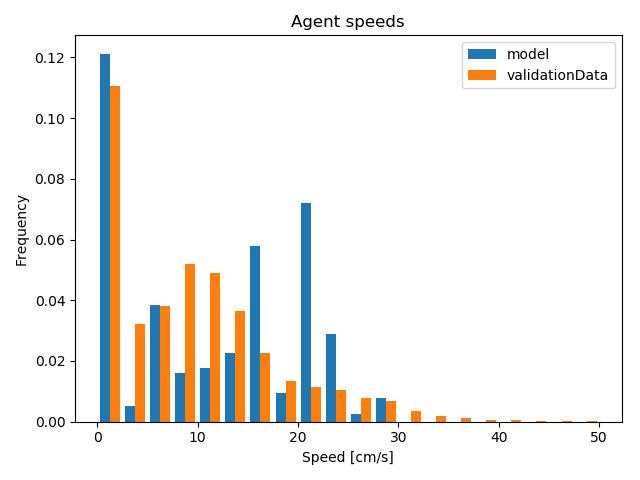 Agent speeds
model
validationData
0.12
0.10
0.08
0.06
0.04
0.02
0.00
Frequency
0 10 20 30 40 50
Speed [cm/s]